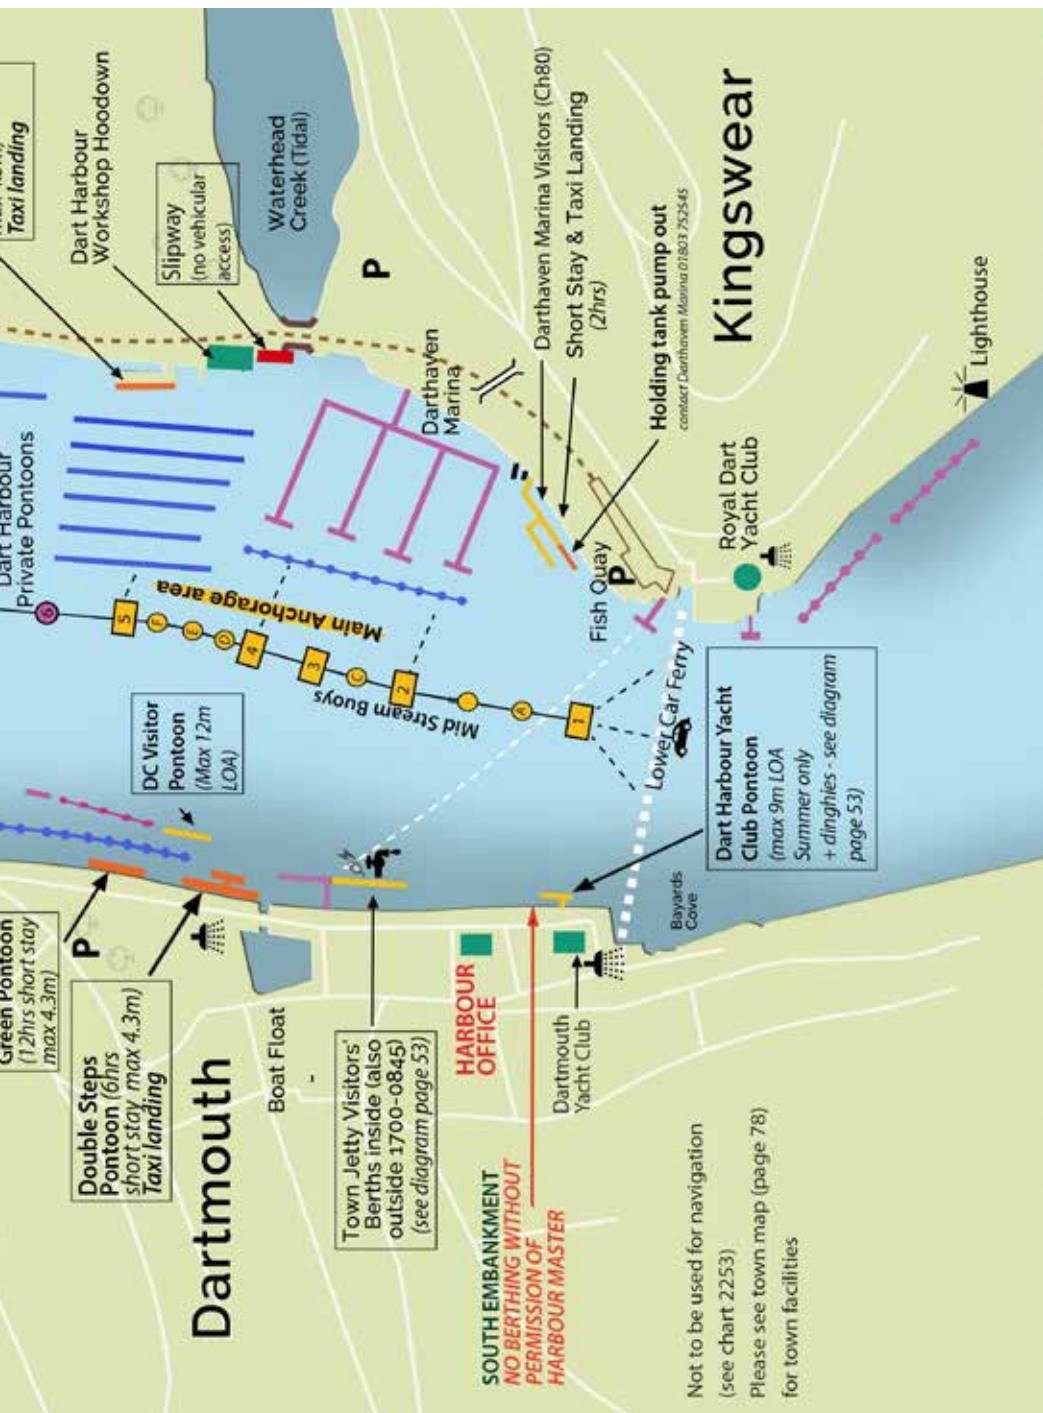 Taxi landing
Dart Harbour
Workshop Hoodown
Slipway
(no vehicular
access)
Waterhead
Creek (Tidal)
P
Dart Harbour
Private Pontoons
Darthaven
Marina
Darthaven Marina Visitors (Ch80)
Short Stay & Taxi Landing
(2hrs)
Holding tank pump out
contact Darthaven Marina 01803 752545
Kingswear
Lighthouse
Royal Dart
Yacht Club
Fish Quay
P
6
5
F
E
D
4
3
C
2
A
1
Main Anchorage area
Mid Stream Buoys
Lower Car Ferry
DC Visitor
Pontoon
(Max 12m
LOA)
Dart Harbour Yacht
Club Pontoon
(max 9m LOA
Summer only
+ dinghies - see diagram
page 53)
Bayards
Cove
Green Pontoon
(12hrs short stay
max 4.3m)
P
Double Steps
Pontoon (6hrs
short stay max 4.3m)
Taxi landing
Dartmouth
Boat Float
-
Town Jetty Visitors'
Berths inside (also
outside 1700-0845)
(see diagram page 53)
HARBOUR
OFFICE
Dartmouth
Yacht Club
SOUTH EMBANKMENT
NO BERTHING WITHOUT
PERMISSION OF
HARBOUR MASTER
Not to be used for navigation
(see chart 2253)
Please see town map (page 78)
for town facilities